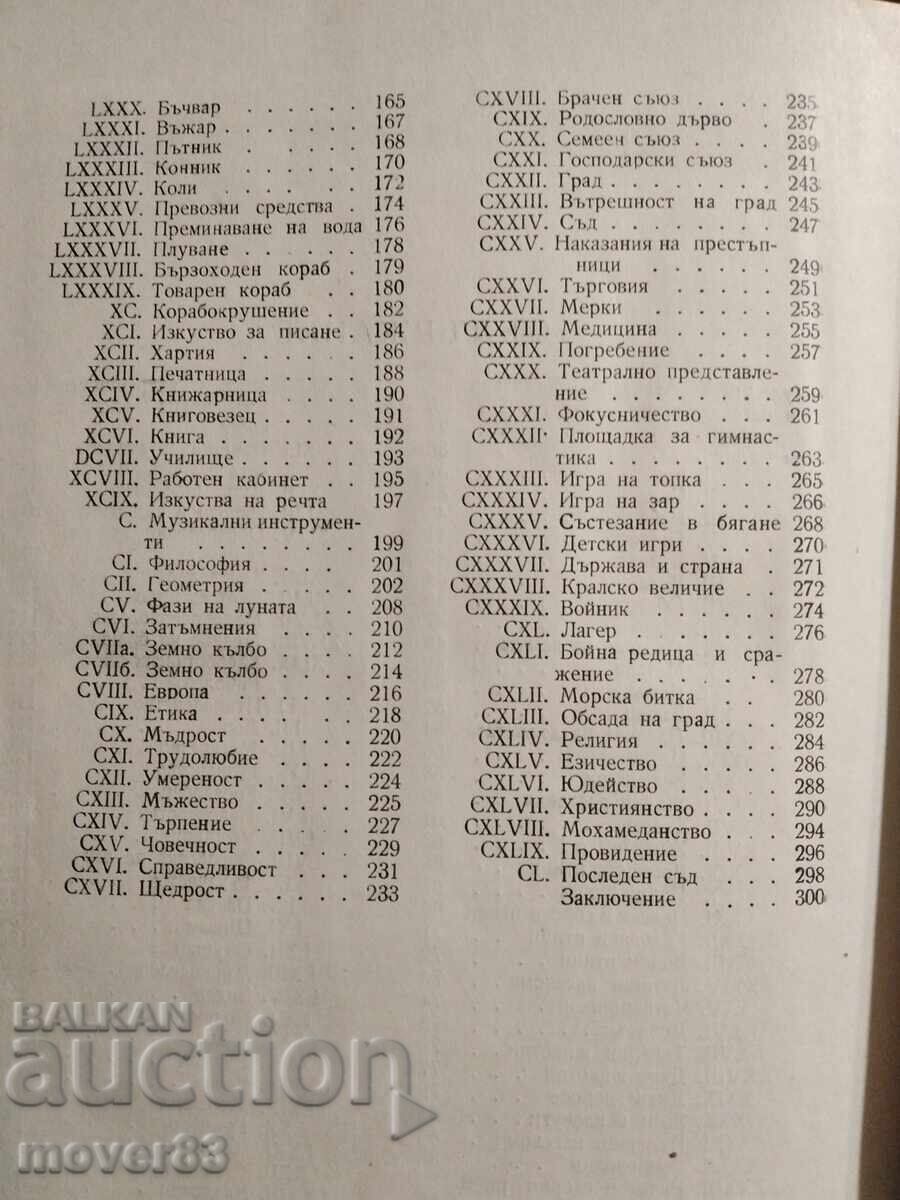 LXXX. Бъчвар . . . . . . 165
LXXXI. Въжар . . . . . . . 167
LXXXII. Пътник . . . . . . 168
LXXXIII. Конник . . . . . . 170
LXXXIV. Коли . . . . . . 172
LXXXV. Превозни средства . 174
LXXXVI. Преминаване на вода 176
LXXXVII. Плуване . . . . . . 178
LXXXVIII. Бързоходен кораб . 179
LXXXIX. Товарен кораб . . 180
XC. Корабокрушение . . 182
XCI. Изкуство за писане . 184
XCII. Хартия . . . . . . 186
XCIII. Печатница . . . . . 188
XCIV. Книжарница . . . . 190
XCV. Книговезец . . . . . 191
XCVI. Книга . . . . . . . 192
DCVII. Училище . . . . . . 193
XCVIII. Работен кабинет . . 195
XCIX. Изкуства на речта 197
C. Музикални инструмен-
ти . . . . . . . . 199
CI. Философия . . . . 201
CII. Геометрия . . . . . 202
CV. Фази на луната . . 208
CVI. Затъмнения . . . . 210
CVIIа. Земно кълбо . . . . 212
CVIIб. Земно кълбо . . . . 214
CVIII. Европа . . . . . . 216
CIX. Етика . . . . . . 218
CX. Мъдрост . . . . . 220
CXI. Трудолюбие . . . . 222
CXII. Умереност . . . . 224
CXIII. Мъжество . . . . . 225
CXIV. Търпение . . . . . 227
CXV. Човечност . . . . . 229
CXVI. Справедливост . . . 231
CXVII. Щедрост . . . . . . 233
CXVIII. Брачен съюз . . . . 235
CXIX. Родословно дърво . 237
CXX. Семеен съюз . . . . 239
CXXI. Господарски съюз . 241
CXXII. Град . . . . . . . . 243
CXXIII. Вътрешност на град 245
CXXIV. Съд . . . . . . . . 247
CXXV. Наказания на престъп-
ници . . . . . . 249
CXXVI. Търговия . . . . . 251
CXXVII. Мерки . . . . . . 253
CXXVIII. Медицина . . . . . 255
CXXIX. Погребение . . . . 257
CXXX. Театрално представле-
ние . . . . . . . . 259
CXXXI. Фокусничество . . . 261
CXXXII. Площадка за гимнас-
тика . . . . . . . . 263
CXXXIII. Игра на топка . . . 265
CXXXIV. Игра на зар . . . . 266
CXXXV. Състезание в бягане 268
CXXXVI. Детски игри . . . . 270
CXXXVII. Държава и страна . 271
CXXXVIII. Кралско величие . . 272
CXXXIX. Войник . . . . . . 274
CXL. Лагер . . . . . . . 276
CXLI. Бойна редица и сра-
жение . . . . . . . 278
CXLII. Морска битка . . 280
CXLIII. Обсада на град . . . 282
CXLIV. Религия . . . . . . 284
CXLV. Езичество . . . . . 286
CXLVI. Юдейство . . . . . 288
CXLVII. Християнство . . . . 290
CXLVIII. Мохамеданство . . . 294
CXLIX. Провидение . . . . 296
CL. Последен съд . . . 298
Заключение . . . . 300
BALKAN
auction
mover83